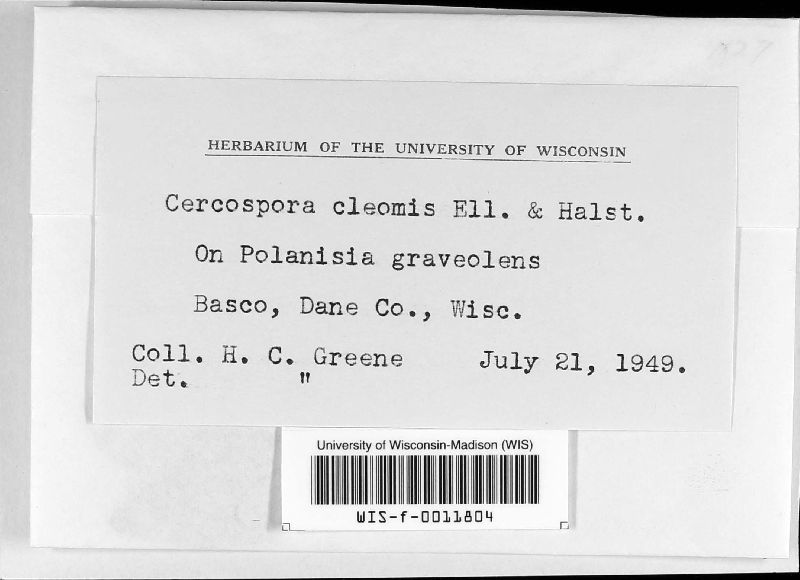 HERBARIUM OF THE UNIVERSITY OF WISCONSIN
Cercospora cleomis Ell. & Halst.
On Polanisia graveolens
Basco, Dane Co., Wisc.
Coll. H. C. Greene July 21, 1949.
Det. "
University of Wisconsin-Madison (WIS)
WIS-f-0011804